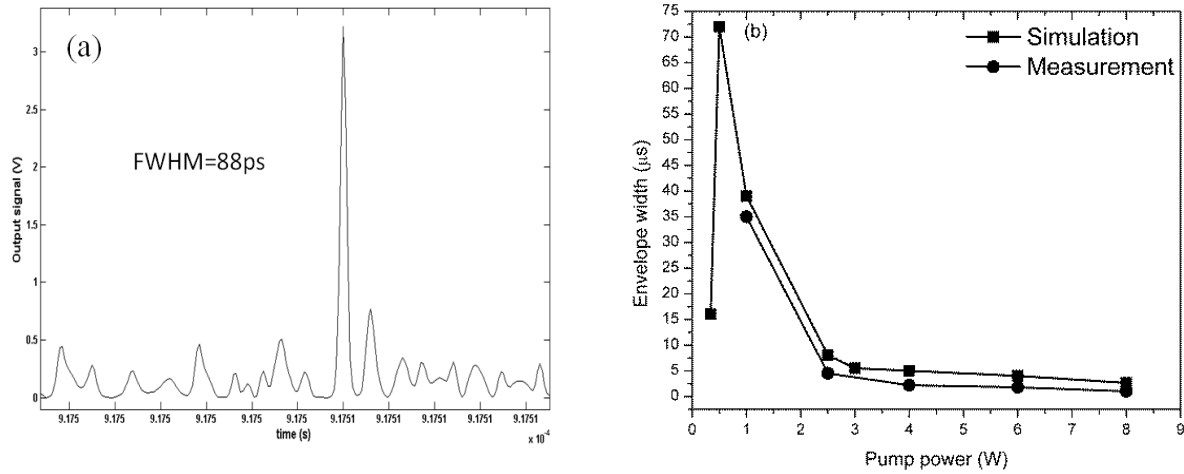 (a)
3
2.5
2
1.5
1
0.5
0
Output signal (V)
FWHM=88ps
9.175 9.175 9.175 9.175 9.175 9.175 9.1751 9.1751 9.1751 9.1751 9.1751
time (s)
x 10⁻⁴
(b)
75
70
65
60
55
50
45
40
35
30
25
20
15
10
5
0
Envelope width (μs)
Simulation
Measurement
0 1 2 3 4 5 6 7 8 9
Pump power (W)